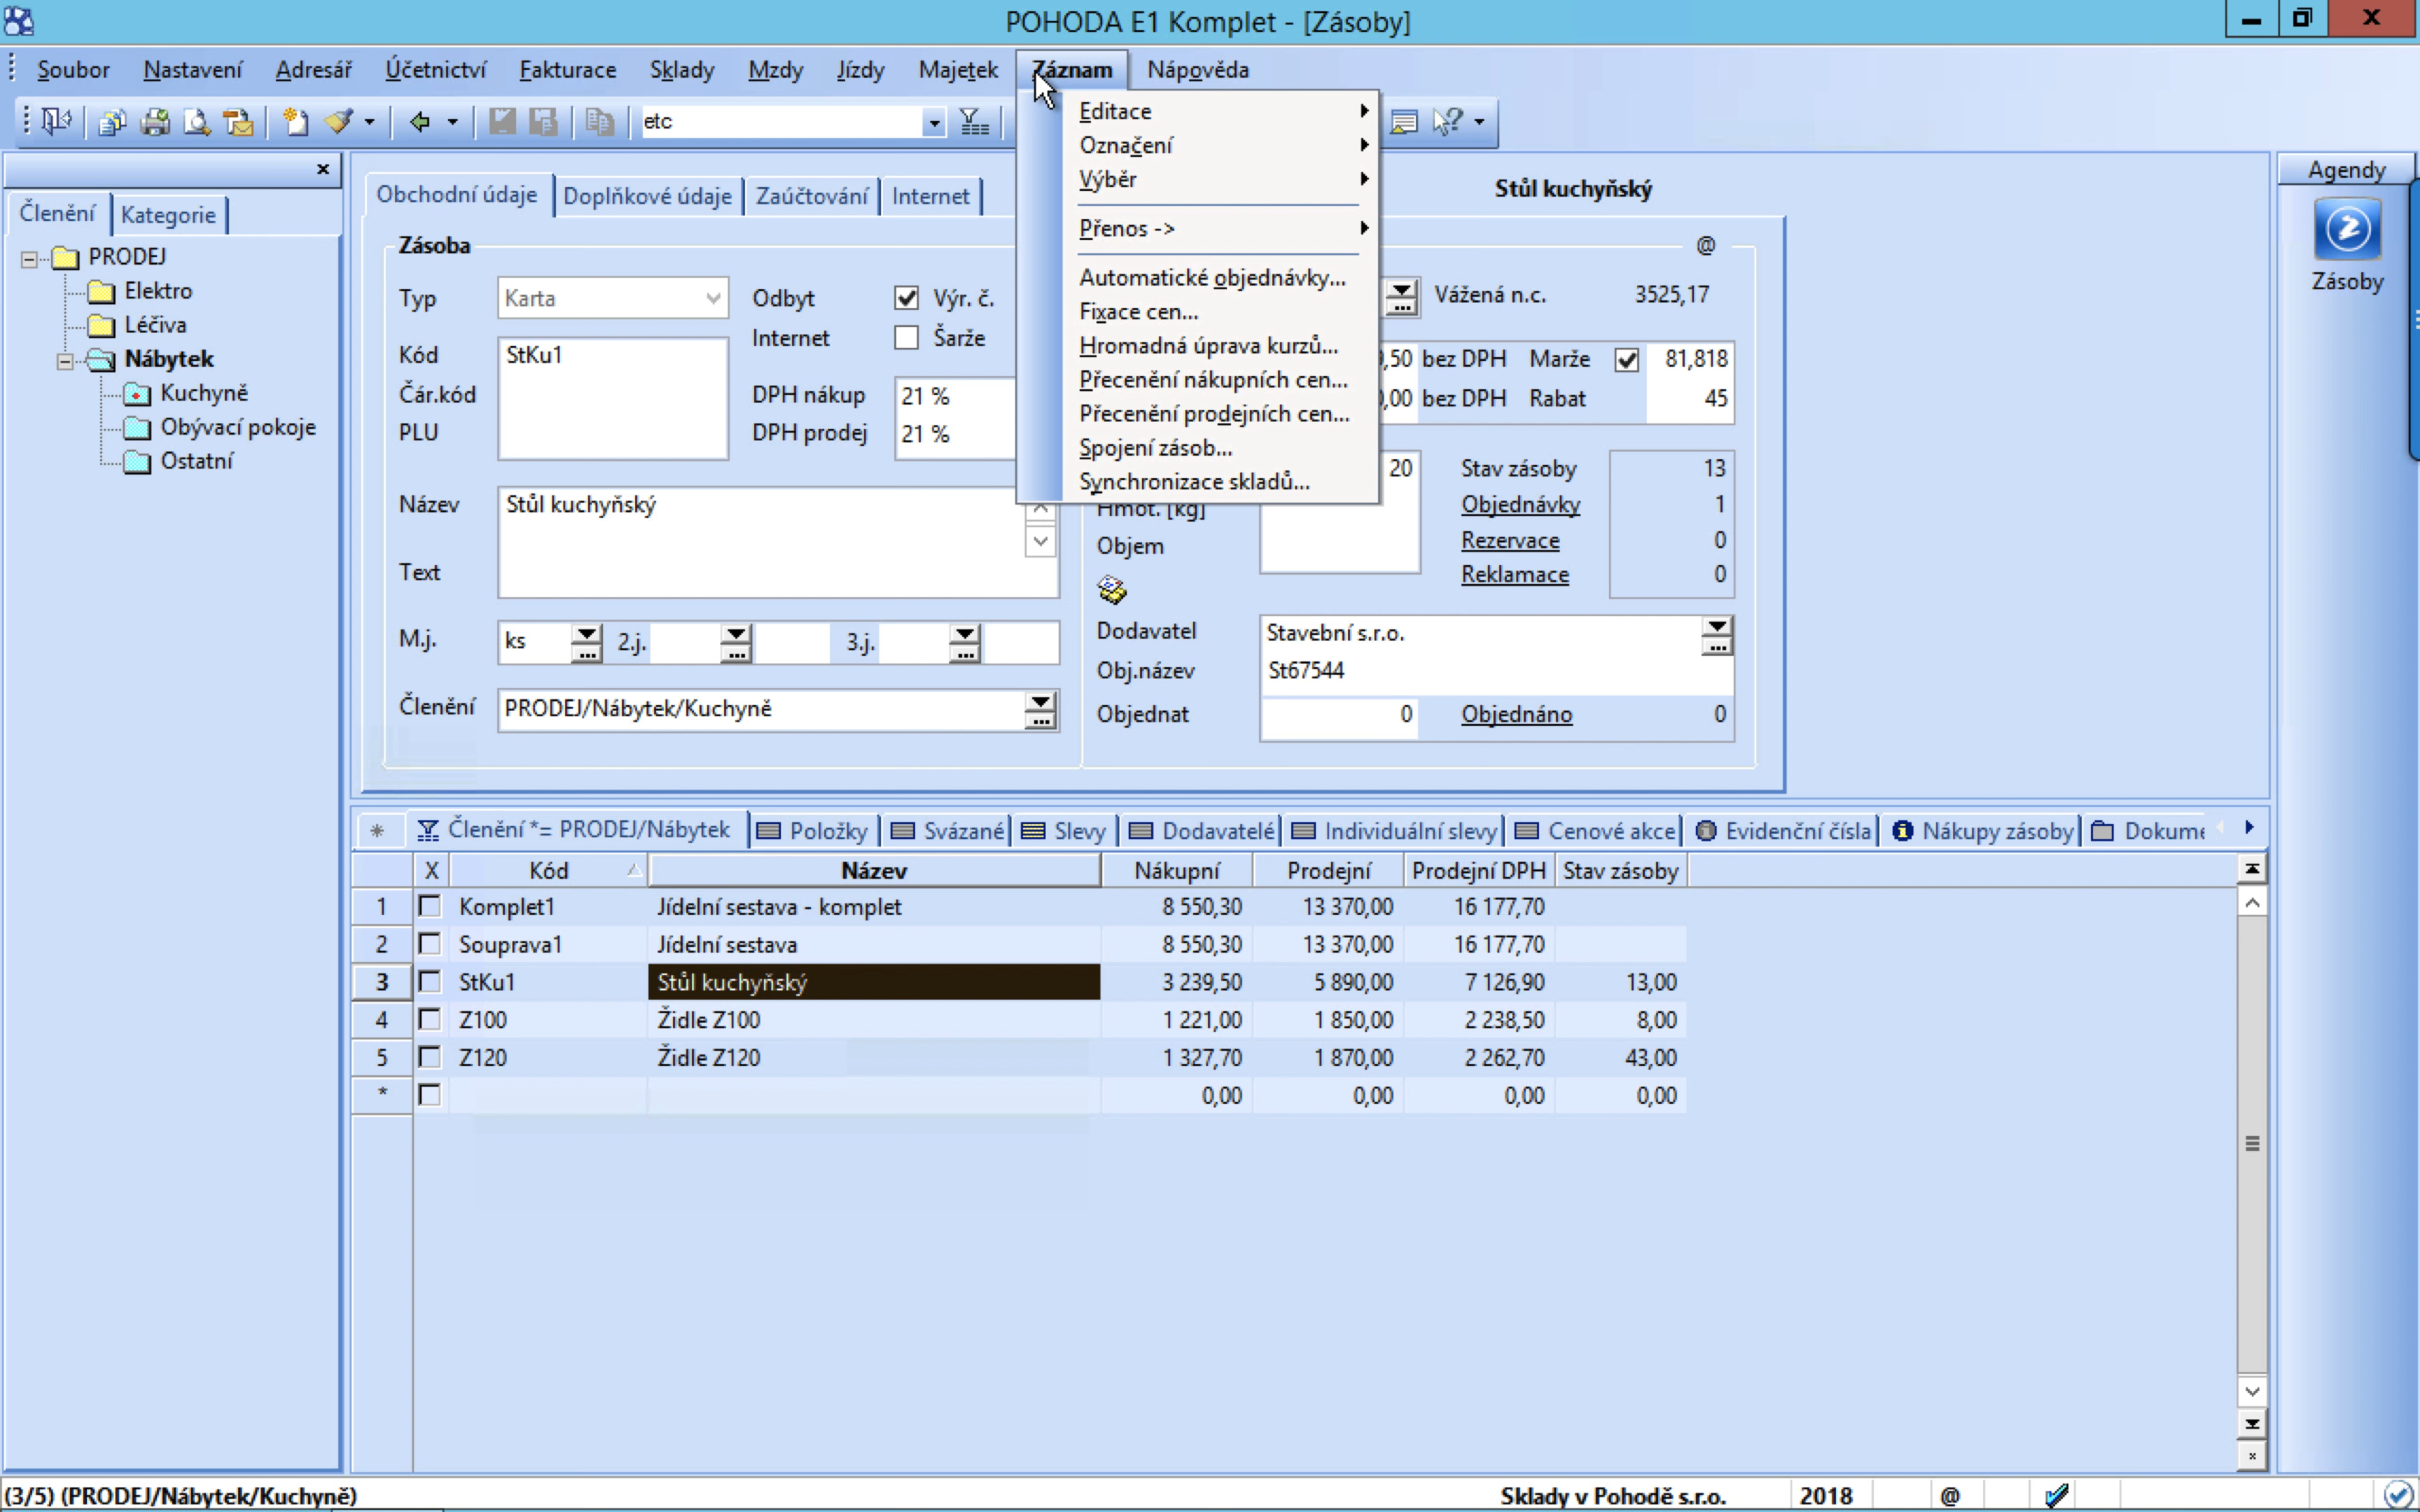 POHODA E1 Komplet - [Zásoby]
Soubor Nastavení Adresář Účetnictví Fakturace Sklady Mzdy Jízdy Majetek Záznam Nápověda
etc
Editace
Označení
Výběr
Přenos ->
Automatické objednávky...
Fixace cen...
Hromadná úprava kurzů...
Přecenění nákupních cen...
Přecenění prodejních cen...
Spojení zásob...
Synchronizace skladů...
Členění Kategorie
PRODEJ
Elektro
Léčiva
Nábytek
Kuchyně
Obývací pokoje
Ostatní
Obchodní údaje Doplňkové údaje Zaúčtování Internet
Stůl kuchyňský
Zásoba
@
Typ Karta Odbyt Výr. č.
Internet Šarže
Kód StKu1
Čár.kód DPH nákup 21 %
PLU DPH prodej 21 %
Název Stůl kuchyňský
Text
M.j. ks 2.j. 3.j.
Členění PRODEJ/Nábytek/Kuchyně
Vážená n.c. 3525,17
,50 bez DPH Marže 81,818
,00 bez DPH Rabat 45
20 Stav zásoby 13
Hmot. [kg] Objednávky 1
Objem Rezervace 0
Reklamace 0
Dodavatel Stavební s.r.o.
Obj.název St67544
Objednat 0 Objednáno 0
Agendy
Zásoby
* Členění *= PRODEJ/Nábytek Položky Svázané Slevy Dodavatelé Individuální slevy Cenové akce Evidenční čísla Nákupy zásoby Dokume
X Kód Název Nákupní Prodejní Prodejní DPH Stav zásoby
1 Komplet1 Jídelní sestava - komplet 8 550,30 13 370,00 16 177,70
2 Souprava1 Jídelní sestava 8 550,30 13 370,00 16 177,70
3 StKu1 Stůl kuchyňský 3 239,50 5 890,00 7 126,90 13,00
4 Z100 Židle Z100 1 221,00 1 850,00 2 238,50 8,00
5 Z120 Židle Z120 1 327,70 1 870,00 2 262,70 43,00
* 0,00 0,00 0,00 0,00
(3/5) (PRODEJ/Nábytek/Kuchyně) Sklady v Pohodě s.r.o. 2018 @